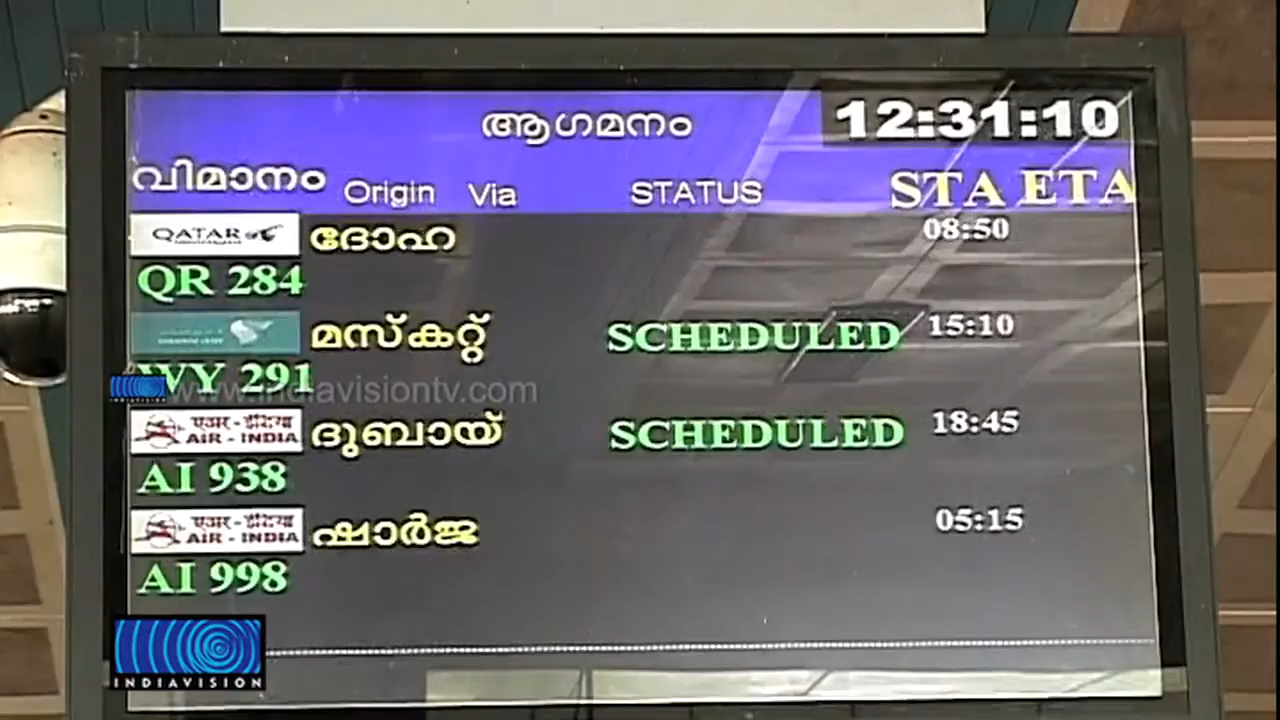 ആഗമനം 12:31:10
വിമാനം Origin Via STATUS STA ETA
QATAR ദോഹ 08:50
QR 284
മസ്കറ്റ് SCHEDULED 15:10
WY 291
www.indiavisiontv.com
एअर-इंडिया
AIR-INDIA ദുബായ് SCHEDULED 18:45
AI 938
एअर-इंडिया
AIR-INDIA ഷാർജ 05:15
AI 998
INDIAVISION